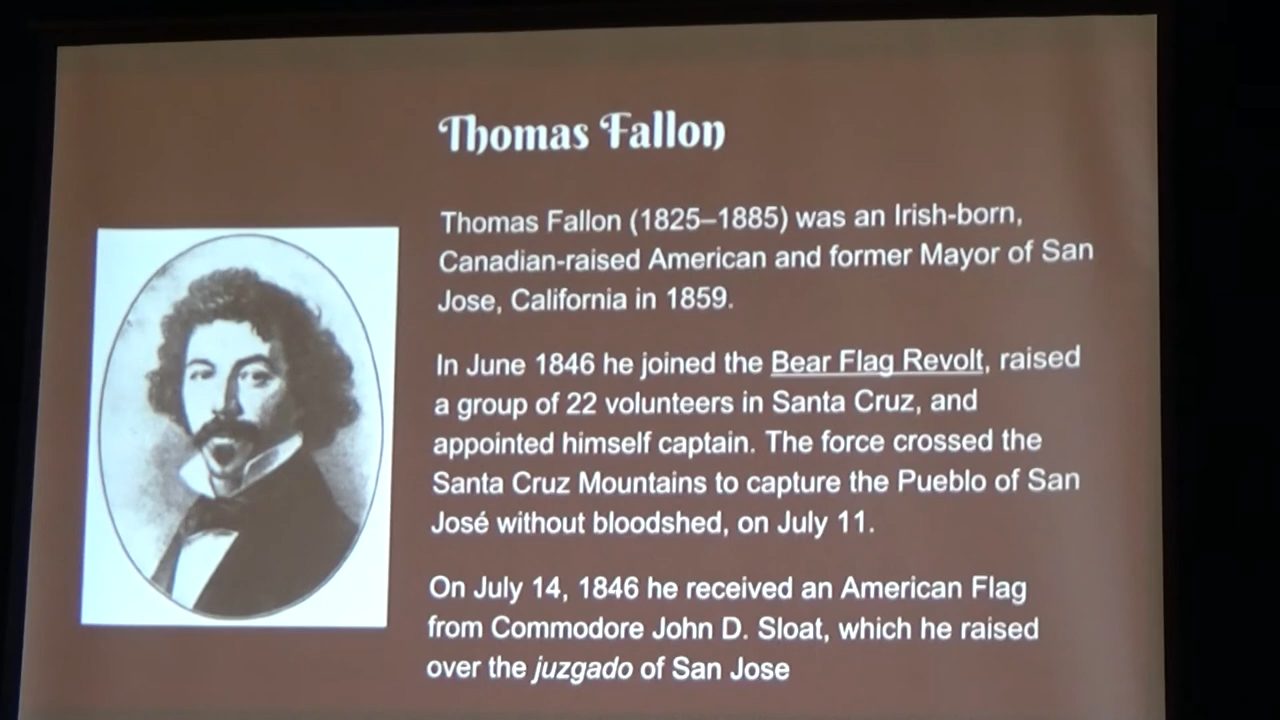 Thomas Fallon
Thomas Fallon (1825–1885) was an Irish-born,
Canadian-raised American and former Mayor of San
Jose, California in 1859.
In June 1846 he joined the Bear Flag Revolt, raised
a group of 22 volunteers in Santa Cruz, and
appointed himself captain. The force crossed the
Santa Cruz Mountains to capture the Pueblo of San
José without bloodshed, on July 11.
On July 14, 1846 he received an American Flag
from Commodore John D. Sloat, which he raised
over the juzgado of San Jose